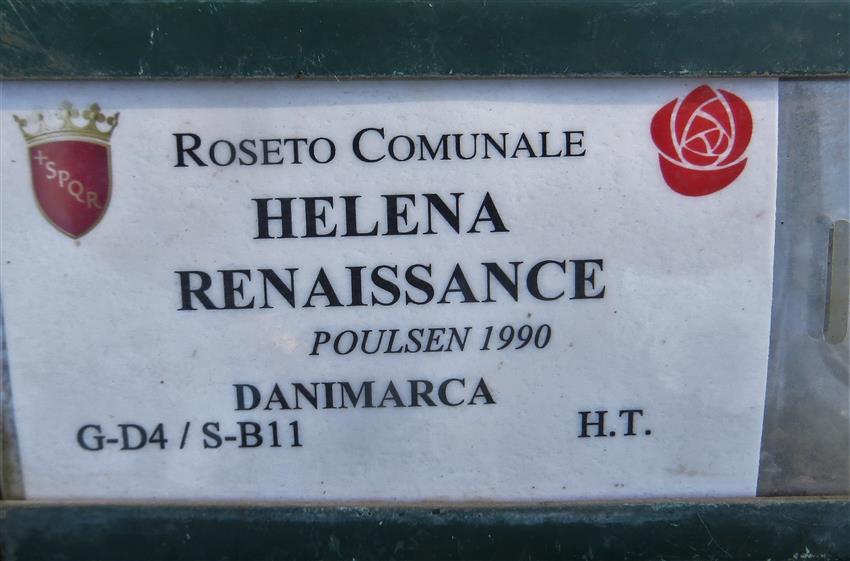 ROSETO COMUNALE
+SPQR
HELENA
RENAISSANCE
POULSEN 1990
DANIMARCA
G-D4 / S-B11
H.T.